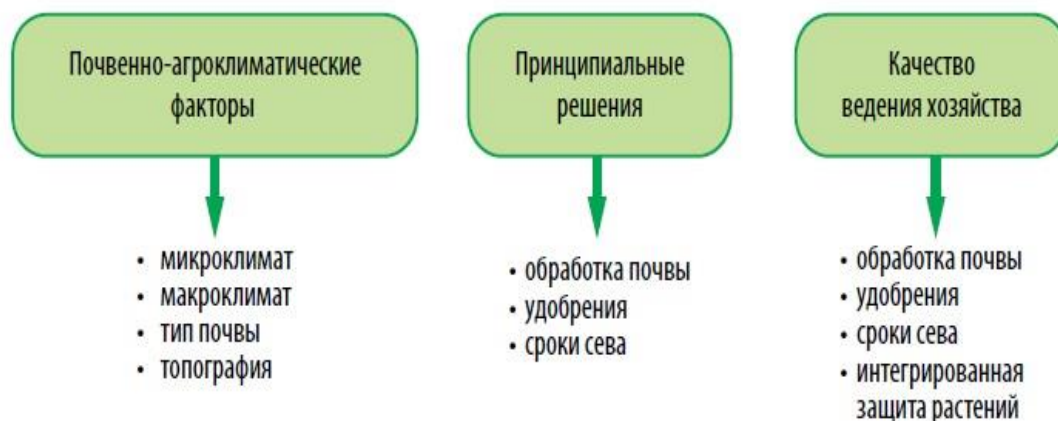 Почвенно-агроклиматические
факторы
• микроклимат
• макроклимат
• тип почвы
• топография
Принципиальные
решения
• обработка почвы
• удобрения
• сроки сева
Качество
ведения хозяйства
• обработка почвы
• удобрения
• сроки сева
• интегрированная
защита растений